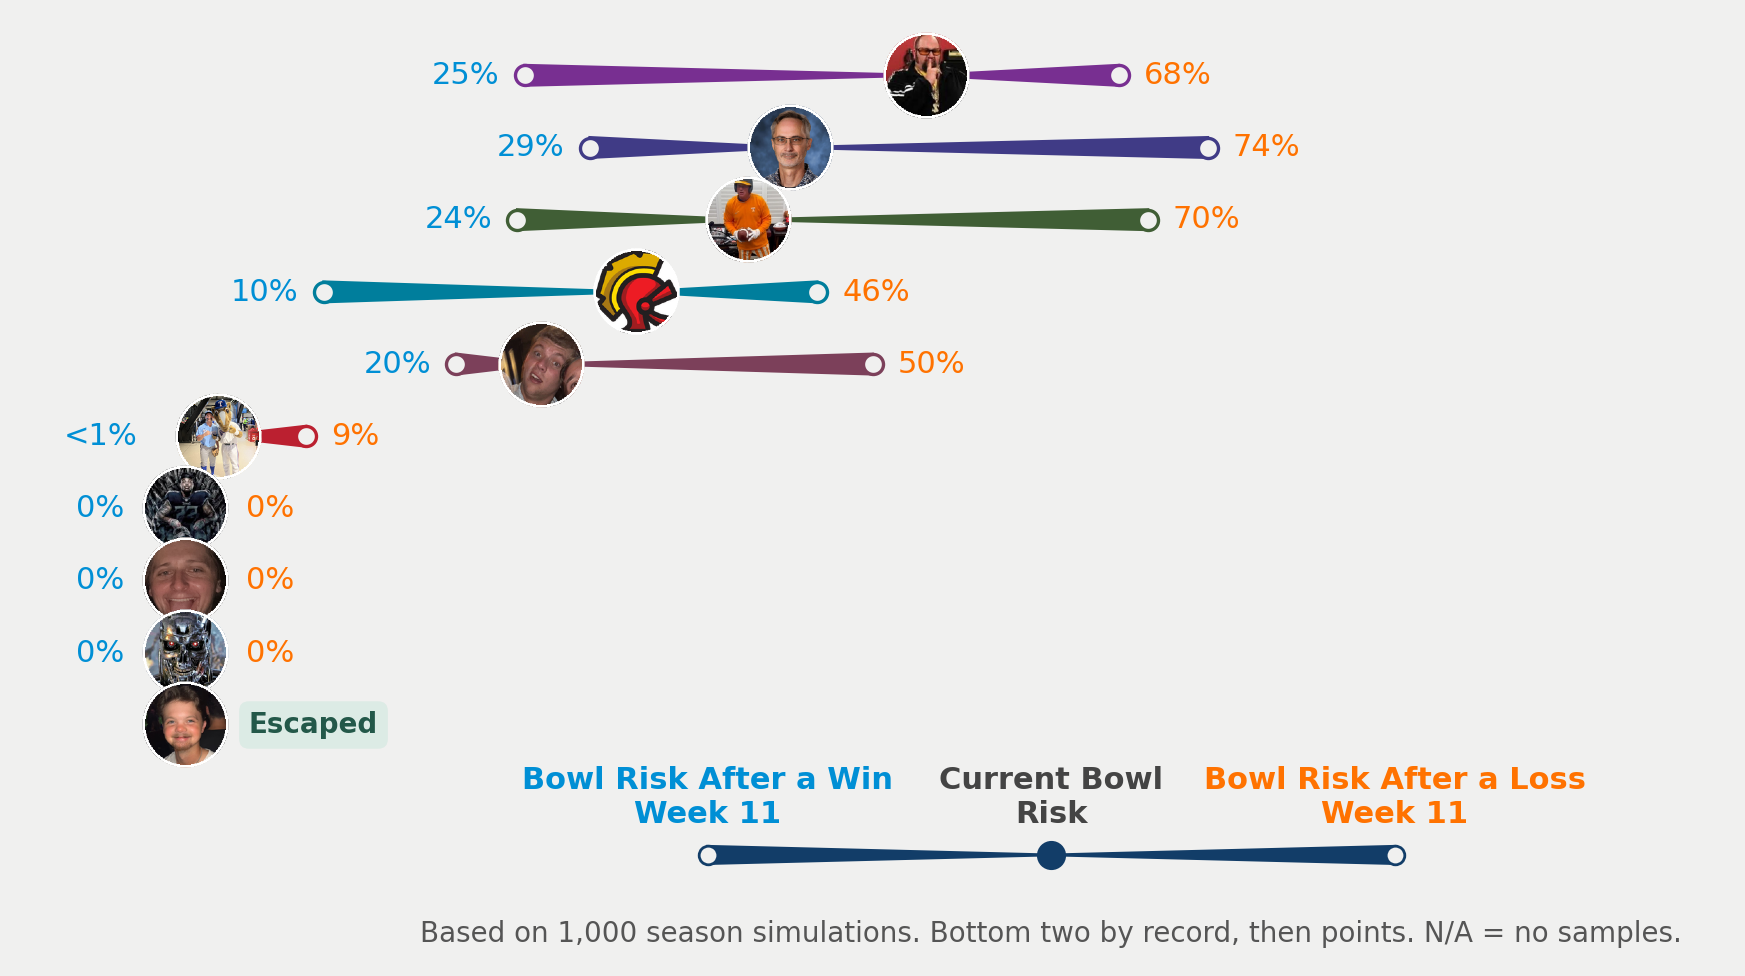 25% 68%
29% 74%
24% 70%
10% 46%
20% 50%
<1% 9%
0% 0%
0% 0%
0% 0%
Escaped
Bowl Risk After a Win
Week 11
Current Bowl
Risk
Bowl Risk After a Loss
Week 11
Based on 1,000 season simulations. Bottom two by record, then points. N/A = no samples.